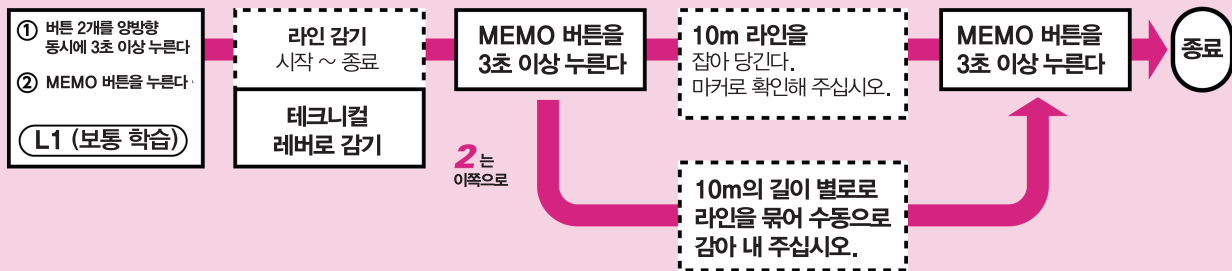 ① 버튼 2개를 양방향
동시에 3초 이상 누른다
② MEMO 버튼을 누른다
L1 (보통 학습)
라인 감기
시작 ~ 종료
테크니컬
레버로 감기
MEMO 버튼을
3초 이상 누른다
10m 라인을
잡아 당긴다.
마커로 확인해 주십시오.
MEMO 버튼을
3초 이상 누른다
종료
2는
이쪽으로
10m의 길이 별로로
라인을 묶어 수동으로
감아 내 주십시오.